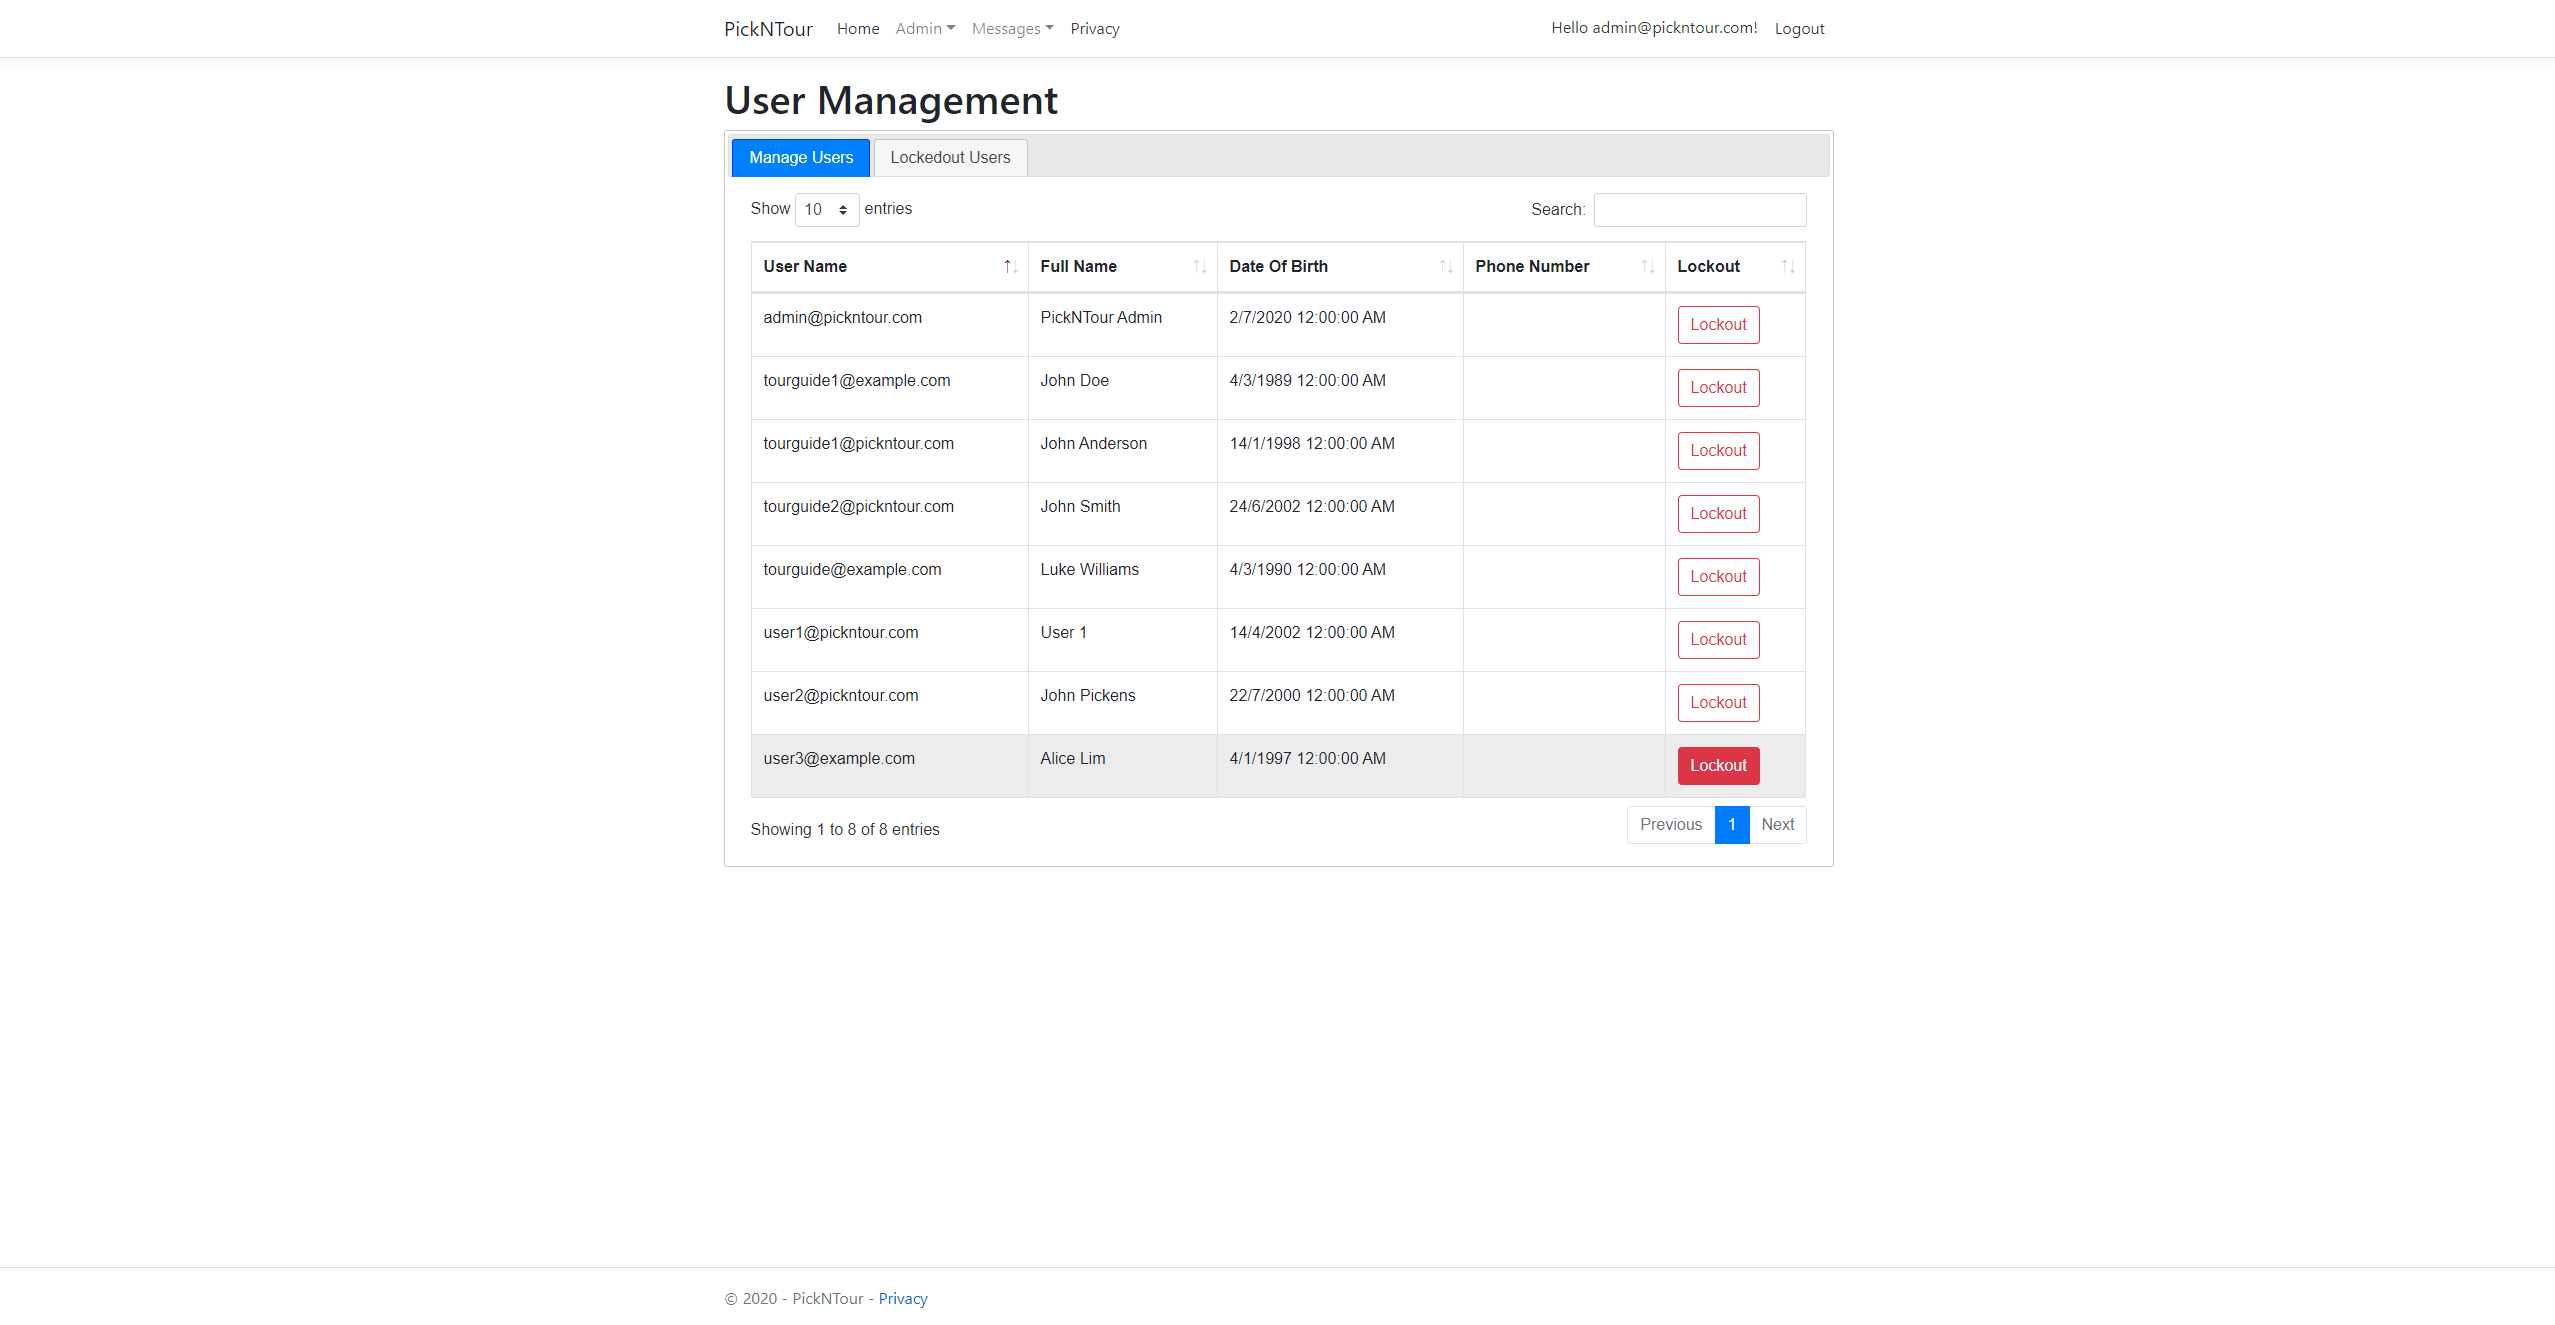 PickNTour Home Admin Messages Privacy Hello admin@pickntour.com! Logout
User Management
Manage Users Lockedout Users
Show 10 entries Search:
User Name Full Name Date Of Birth Phone Number Lockout
admin@pickntour.com PickNTour Admin 2/7/2020 12:00:00 AM Lockout
tourguide1@example.com John Doe 4/3/1989 12:00:00 AM Lockout
tourguide1@pickntour.com John Anderson 14/1/1998 12:00:00 AM Lockout
tourguide2@pickntour.com John Smith 24/6/2002 12:00:00 AM Lockout
tourguide@example.com Luke Williams 4/3/1990 12:00:00 AM Lockout
user1@pickntour.com User 1 14/4/2002 12:00:00 AM Lockout
user2@pickntour.com John Pickens 22/7/2000 12:00:00 AM Lockout
user3@example.com Alice Lim 4/1/1997 12:00:00 AM Lockout
Showing 1 to 8 of 8 entries Previous 1 Next
© 2020 - PickNTour - Privacy